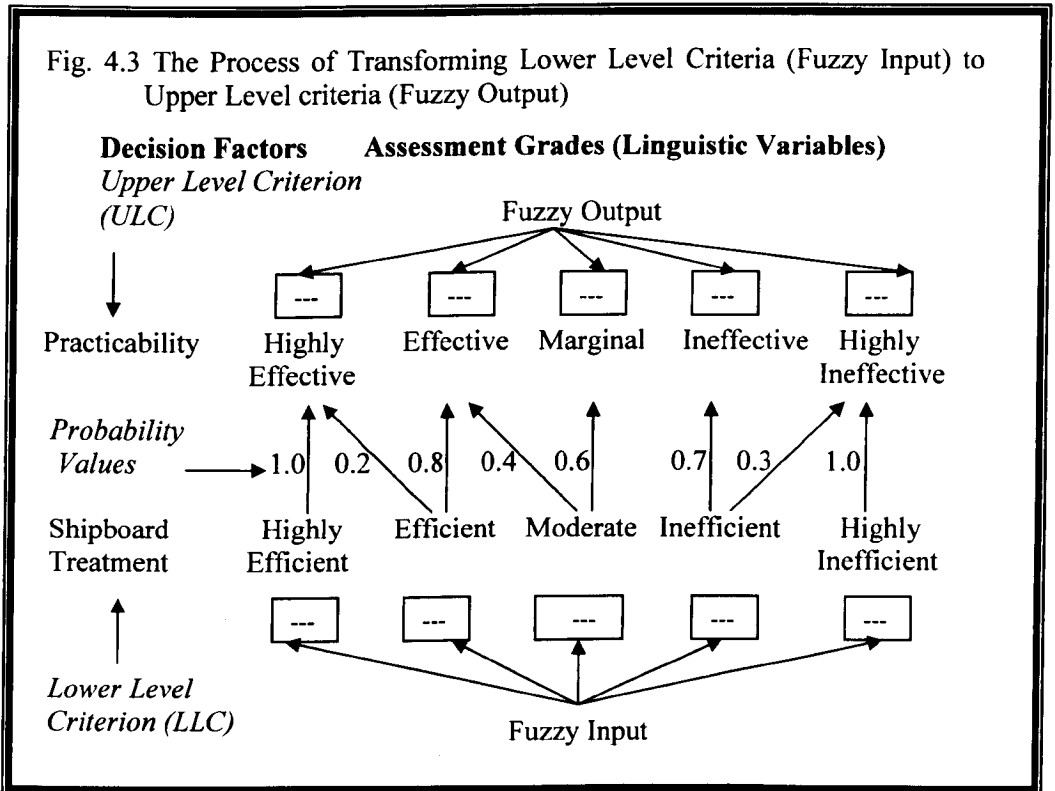 Fig. 4.3 The Process of Transforming Lower Level Criteria (Fuzzy Input) to
Upper Level criteria (Fuzzy Output)
Decision Factors Assessment Grades (Linguistic Variables)
Upper Level Criterion
(ULC)
Fuzzy Output
--- --- --- --- ---
Practicability Highly Effective Marginal Ineffective Highly
Effective Ineffective
Probability
Values
1.0 0.2 0.8 0.4 0.6 0.7 0.3 1.0
Shipboard Highly Efficient Moderate Inefficient Highly
Treatment Efficient Inefficient
--- --- --- --- ---
Lower Level
Criterion (LLC)
Fuzzy Input